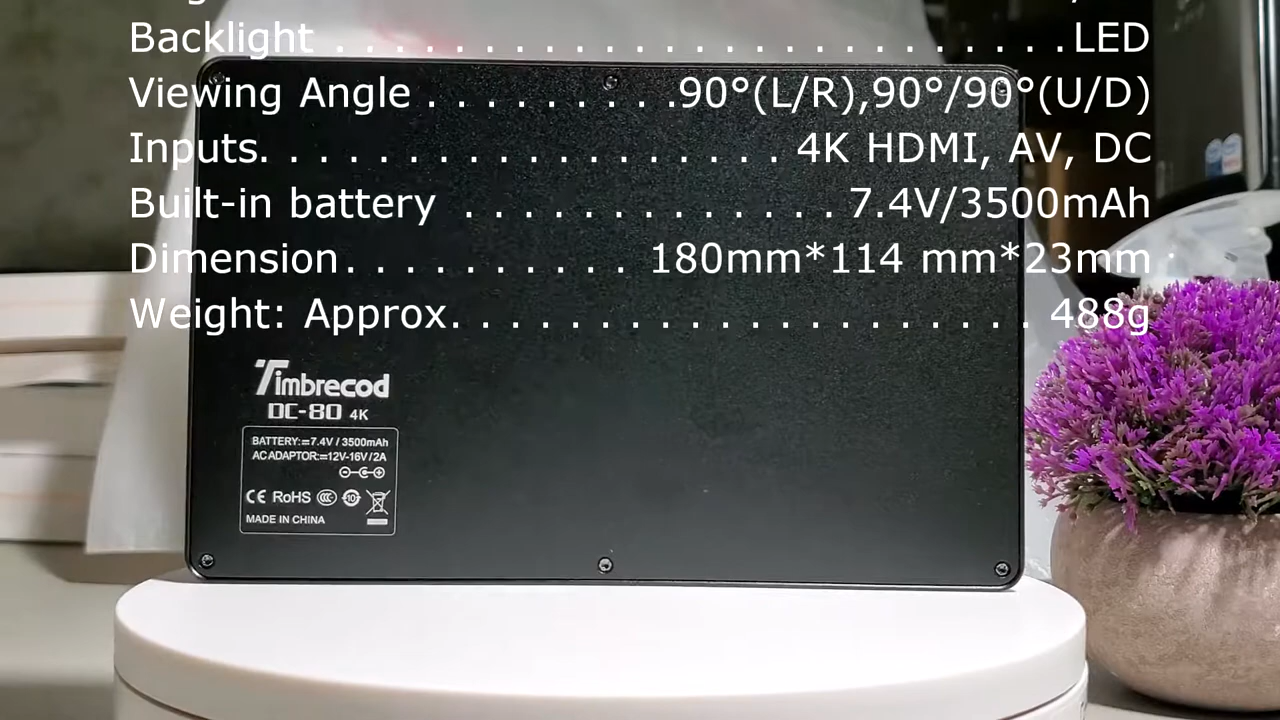 Backlight . . . . . . . . . . . . . . . . . . . . . . . . . LED
Viewing Angle . . . . . . . . .90°(L/R),90°/90°(U/D)
Inputs. . . . . . . . . . . . . . . . . . 4K HDMI, AV, DC
Built-in battery . . . . . . . . . . . . . 7.4V/3500mAh
Dimension. . . . . . . . . . 180mm*114 mm*23mm
Weight: Approx. . . . . . . . . . . . . . . . . . . . 488g
Timbrecod
DC-80 4K
BATTERY:⎓7.4V / 3500mAh
AC ADAPTOR:⎓12V-16V/2A
CE RoHS CCC 10
MADE IN CHINA